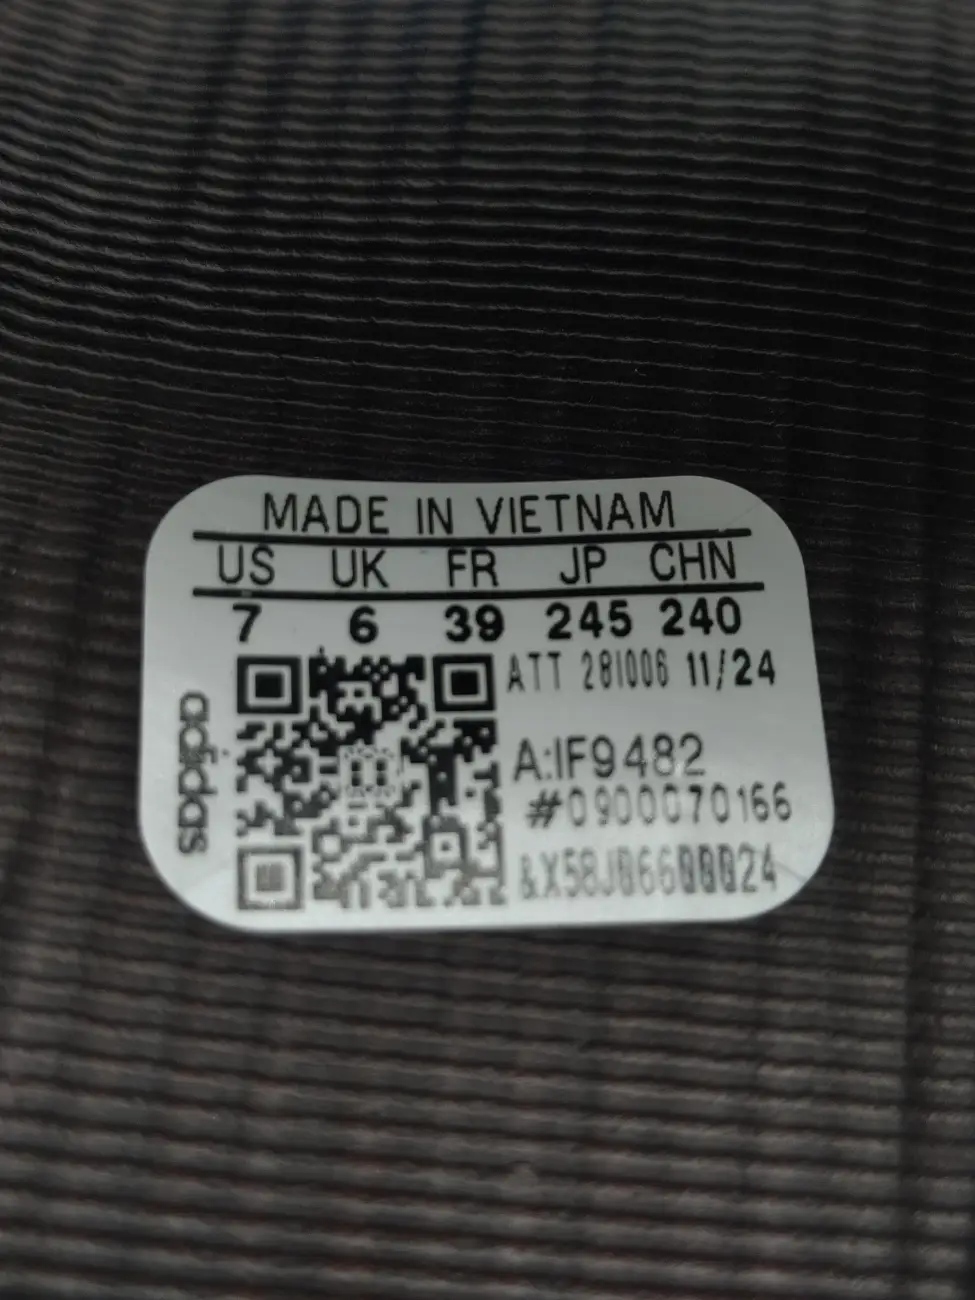 MADE IN VIETNAM
US UK FR JP CHN
7 6 39 245 240
ATT 28I006 11/24
A:IF9482
#0900070166
adidas